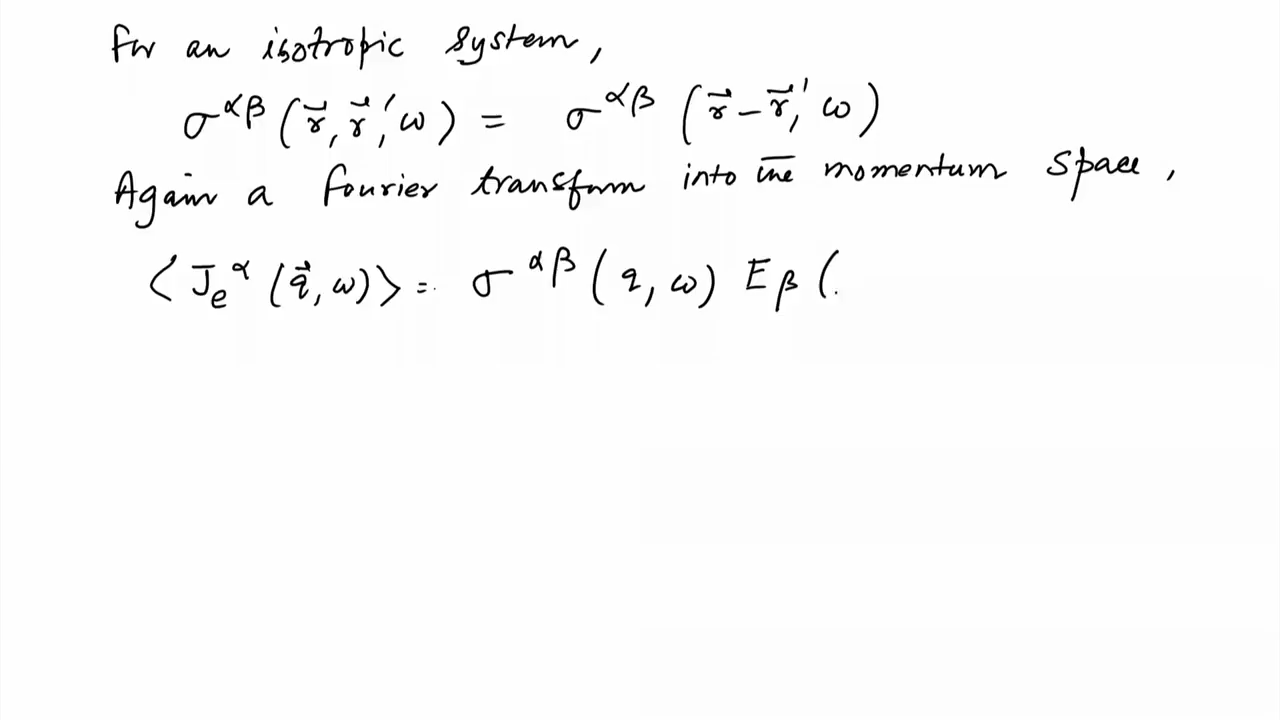 For an isotropic system,
σ^{αβ} (r⃗, r⃗', ω) = σ^{αβ} (r⃗ - r⃗', ω)
Again a Fourier transform into the momentum space,
⟨J_e^α (q⃗, ω)⟩ = σ^{αβ} (q, ω) E_β (